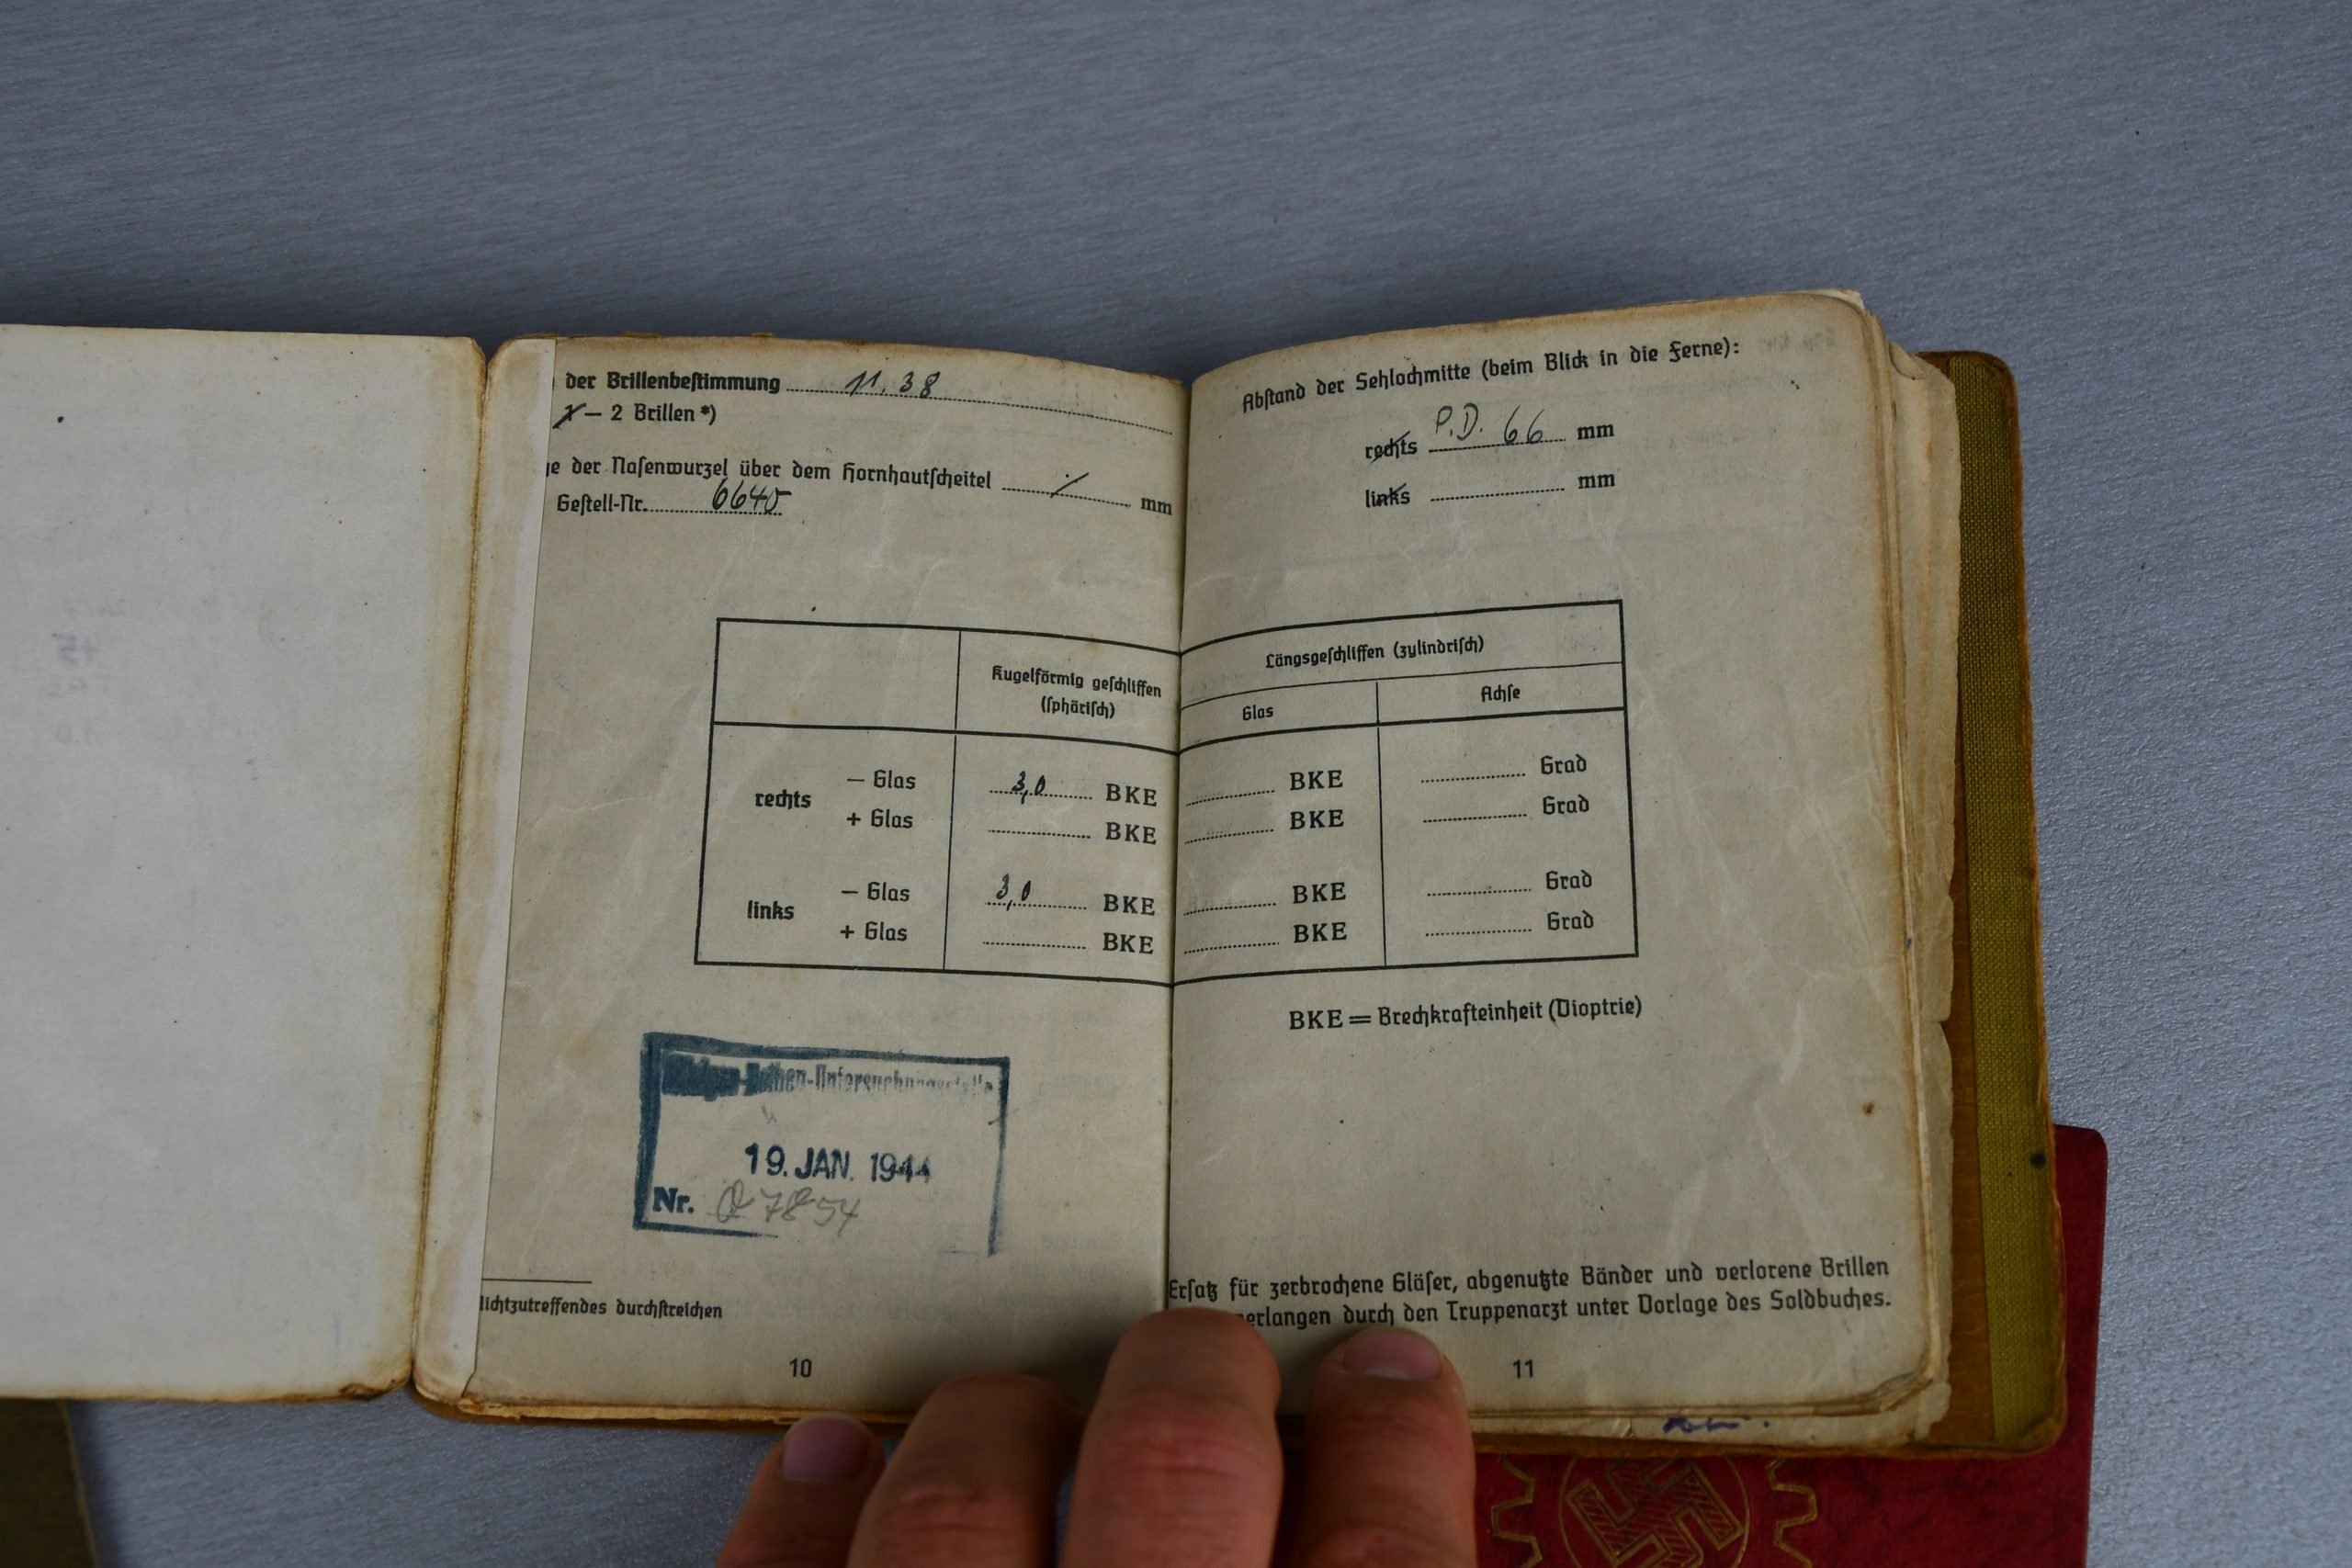 der Brillenbestimmung 11.38
1 – 2 Brillen *)
der Nasenwurzel über dem Hornhautscheitel / mm
Gestell-Nr. 6640
Kugelförmig geschliffen
(sphärisch)
rechts – Glas 3,0 BKE
+ Glas BKE
links – Glas 3,0 BKE
+ Glas BKE
19. JAN. 1944
Nr. 7854
durchstreichen
10
Abstand der Sehlochmitte (beim Blick in die Ferne):
rechts P.D. 66 mm
links mm
Längsgeschliffen (zylindrisch)
Glas Achse
BKE Grad
BKE Grad
BKE Grad
BKE Grad
BKE = Brechkrafteinheit (Dioptrie)
Ersatz für zerbrochene Gläser, abgenutzte Bänder und verlorene Brillen
durch den Truppenarzt unter Vorlage des Soldbuches.
11